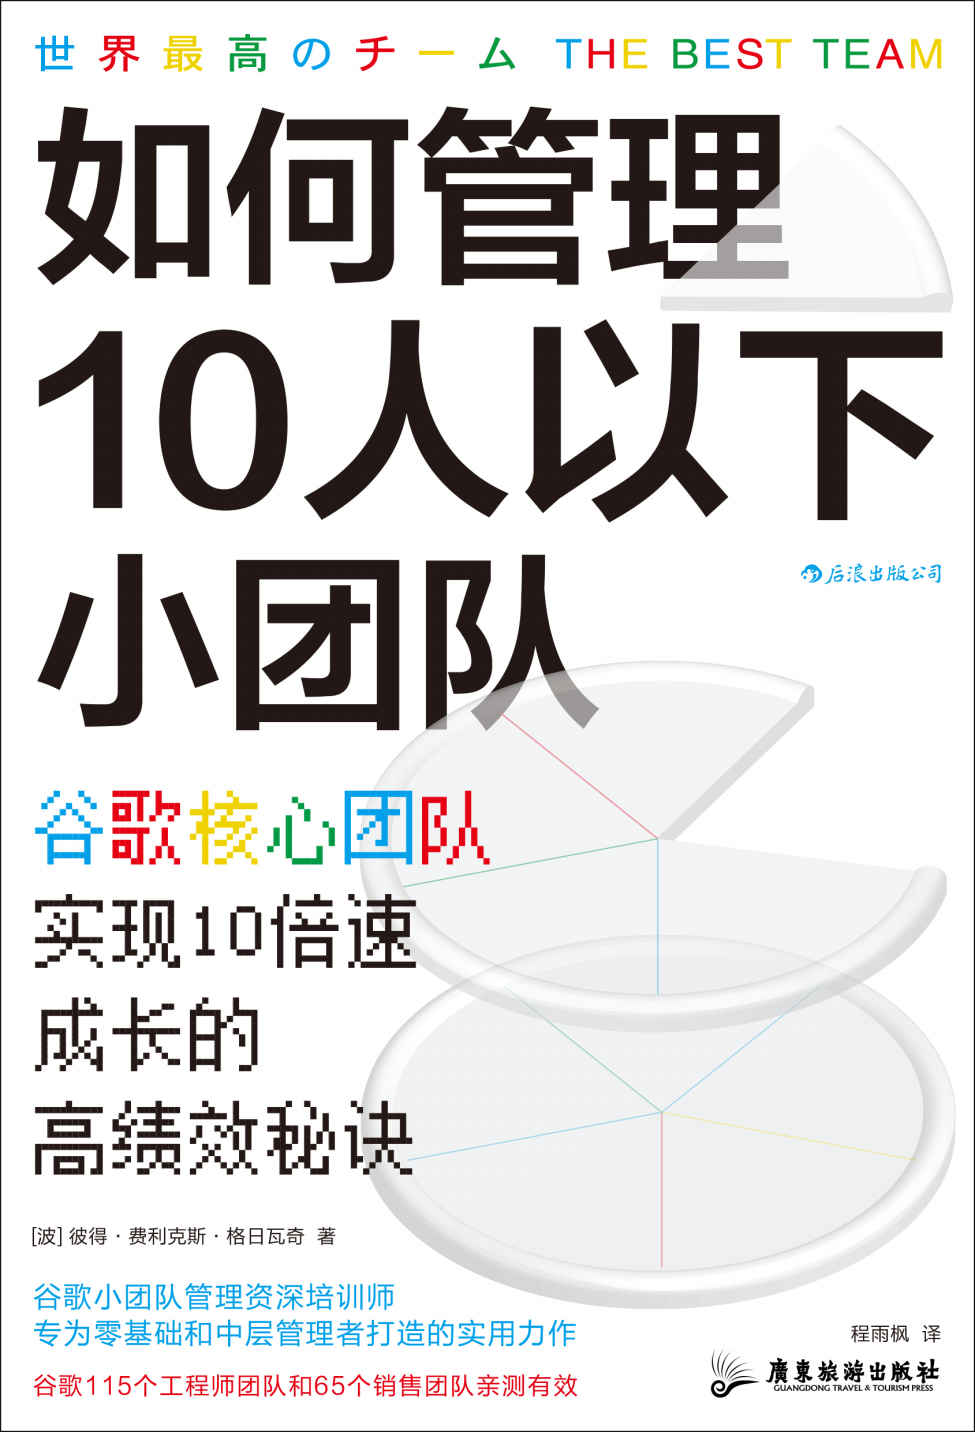 世界最高のチーム THE BEST TEAM
如何管理
10人以下
小团队
后浪出版公司
谷歌核心团队
实现10倍速
成长的
高绩效秘诀
[波] 彼得·费利克斯·格日瓦奇 著
谷歌小团队管理资深培训师
专为零基础和中层管理者打造的实用力作
谷歌115个工程师团队和65个销售团队亲测有效
程雨枫 译
廣東旅游出版社
GUANGDONG TRAVEL & TOURISM PRESS